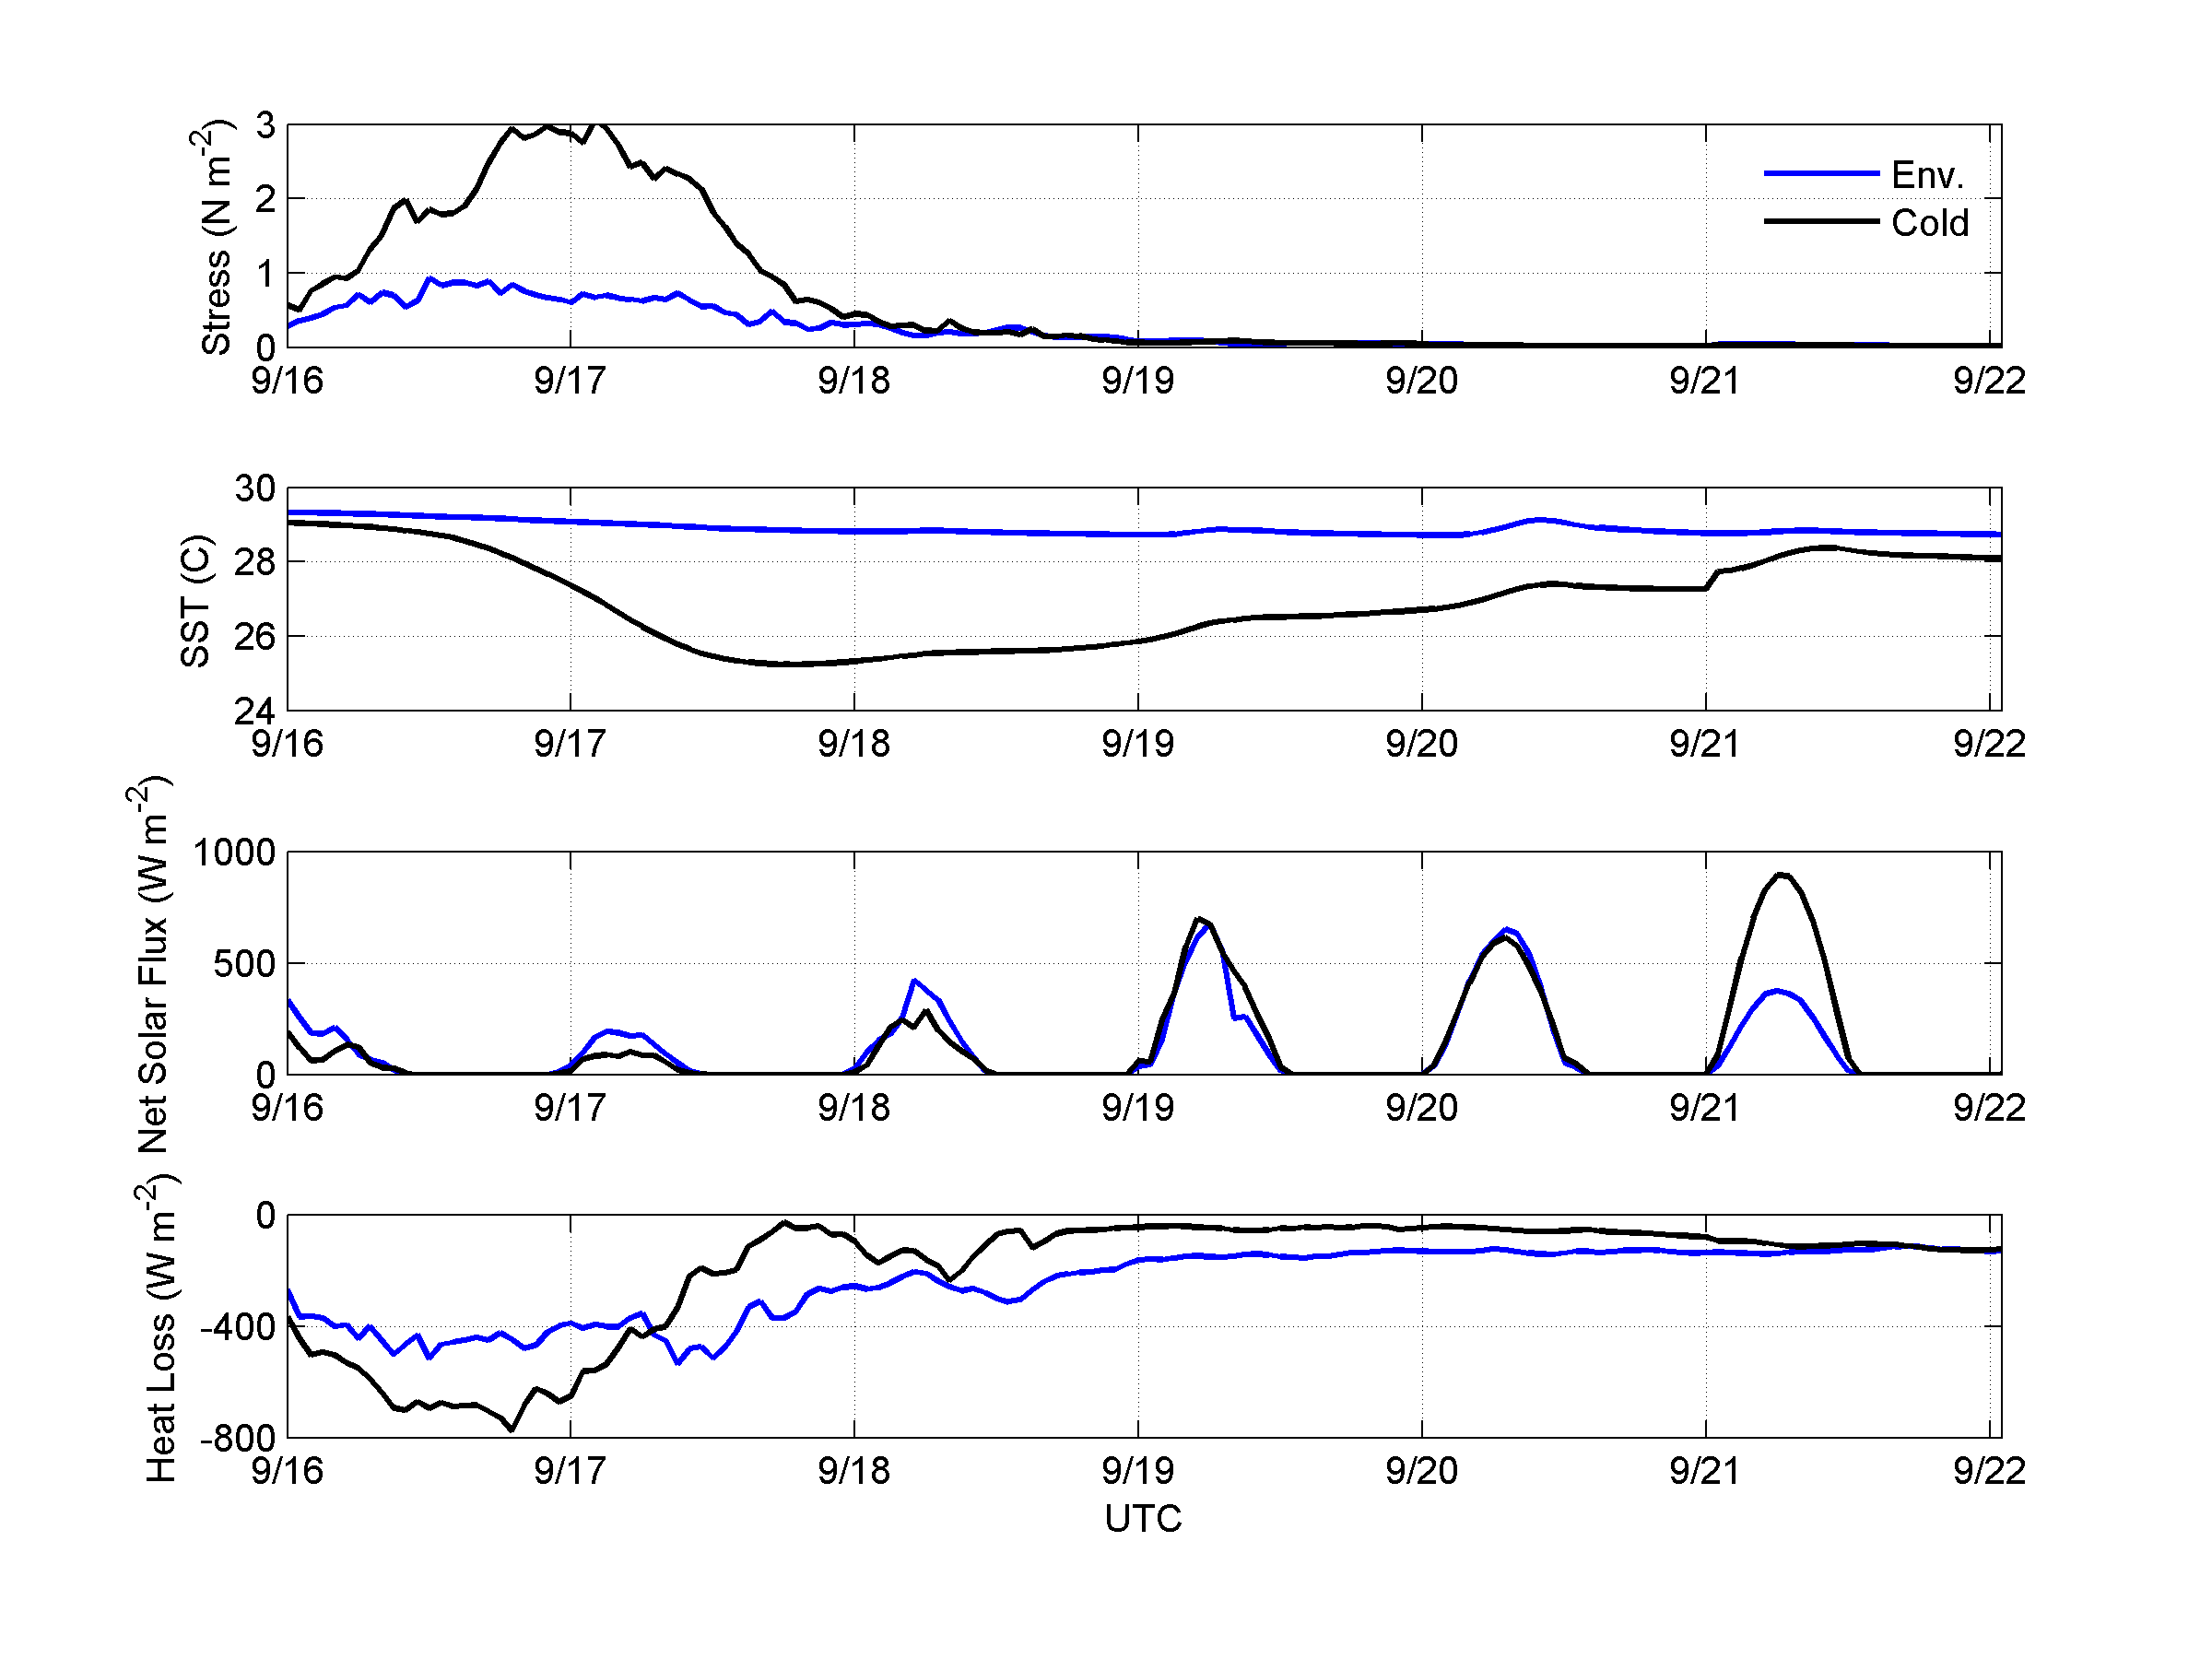 Stress (N m-2)
3
2
1
0
Env.
Cold
9/16 9/17 9/18 9/19 9/20 9/21 9/22
SST (C)
30
28
26
24
9/16 9/17 9/18 9/19 9/20 9/21 9/22
Net Solar Flux (W m-2)
1000
500
0
9/16 9/17 9/18 9/19 9/20 9/21 9/22
Heat Loss (W m-2)
0
-400
-800
9/16 9/17 9/18 9/19 9/20 9/21 9/22
UTC